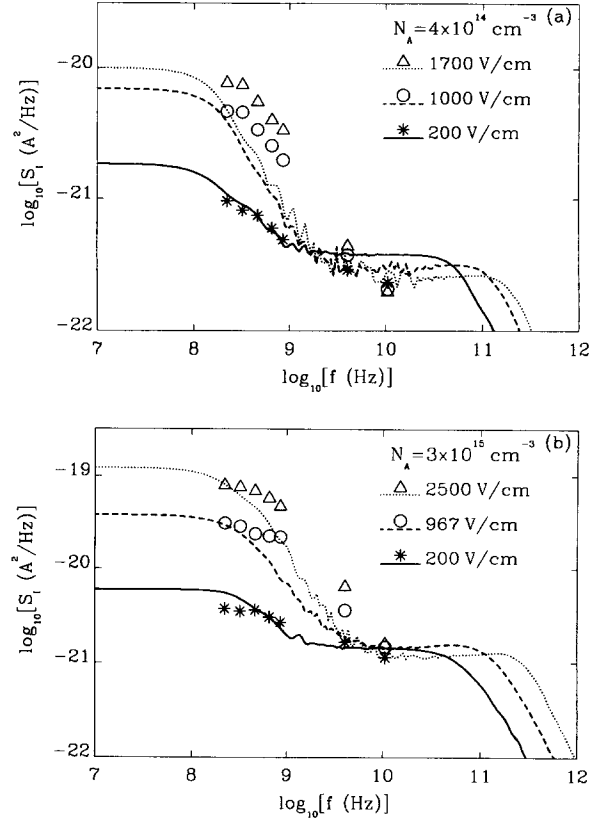 N_A=4×10^14 cm^-3 (a)
△ 1700 V/cm
○ 1000 V/cm
* 200 V/cm
log10[S_I (A^2/Hz)]
-20
-21
-22
7 8 9 10 11 12
log10[f (Hz)]
N_A=3×10^15 cm^-3 (b)
△ 2500 V/cm
○ 967 V/cm
* 200 V/cm
log10[S_I (A^2/Hz)]
-19
-20
-21
-22
7 8 9 10 11 12
log10[f (Hz)]